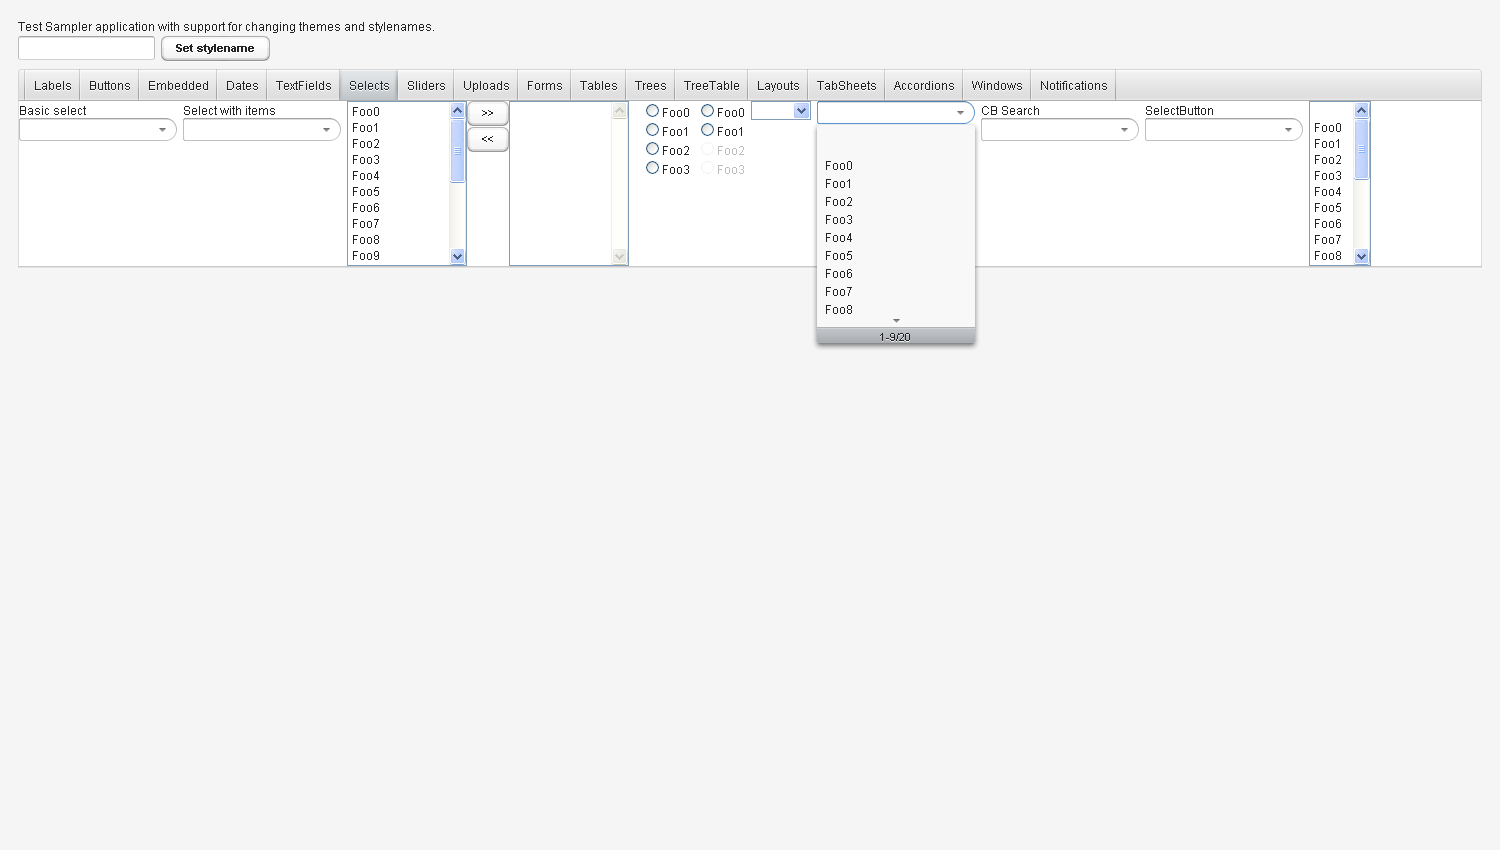 Test Sampler application with support for changing themes and stylenames.
Set stylename
Labels Buttons Embedded Dates TextFields Selects Sliders Uploads Forms Tables Trees TreeTable Layouts TabSheets Accordions Windows Notifications
Basic select
Select with items
Foo0
Foo1
Foo2
Foo3
Foo4
Foo5
Foo6
Foo7
Foo8
Foo9
>>
<<
Foo0
Foo1
Foo2
Foo3
Foo0
Foo1
Foo2
Foo3
Foo0
Foo1
Foo2
Foo3
Foo4
Foo5
Foo6
Foo7
Foo8
1-9/20
CB Search
SelectButton
Foo0
Foo1
Foo2
Foo3
Foo4
Foo5
Foo6
Foo7
Foo8